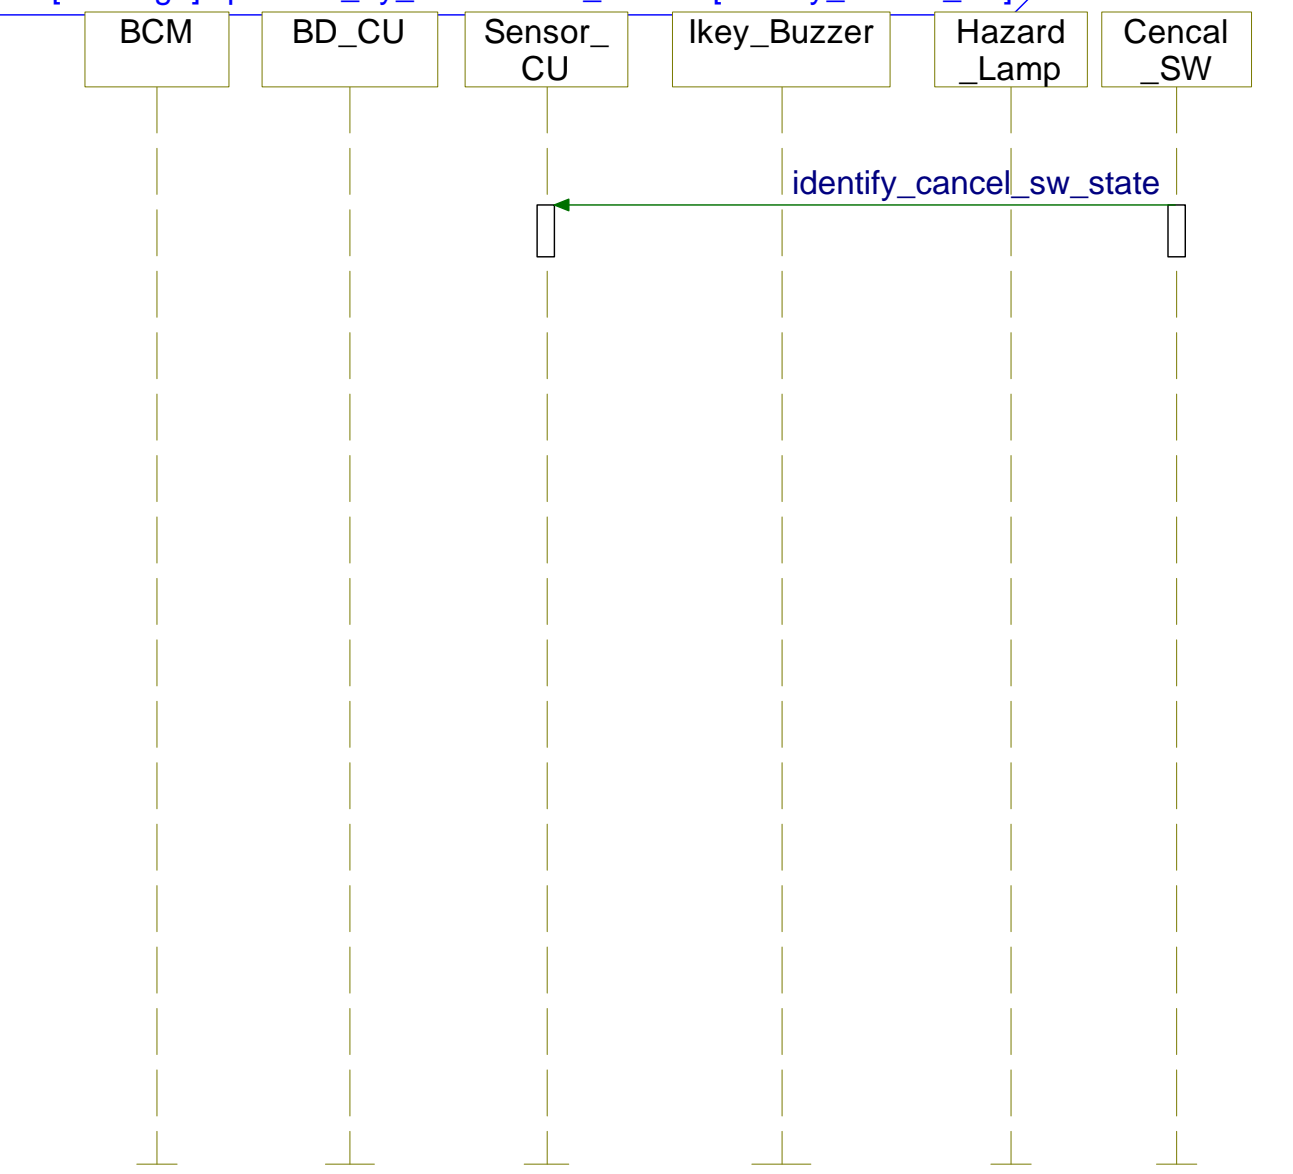 BCM
BD_CU
Sensor_
CU
Ikey_Buzzer
Hazard
_Lamp
Cencal
_SW
identify_cancel_sw_state